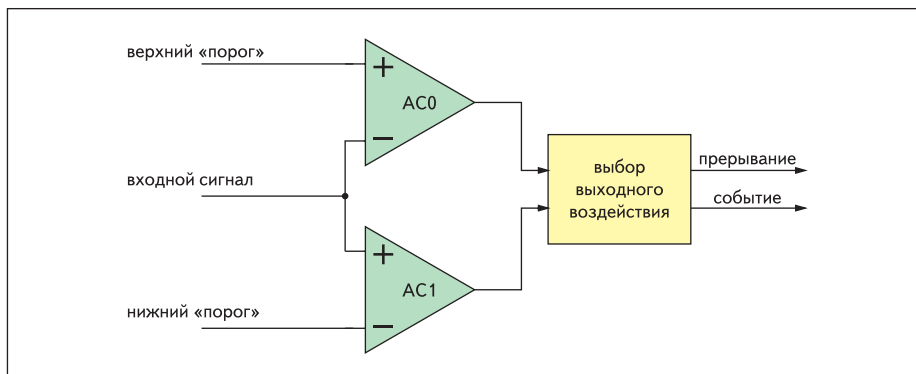 верхний «порог»
+
AC0
−
входной сигнал
выбор
выходного
воздействия
прерывание
событие
+
AC1
−
нижний «порог»